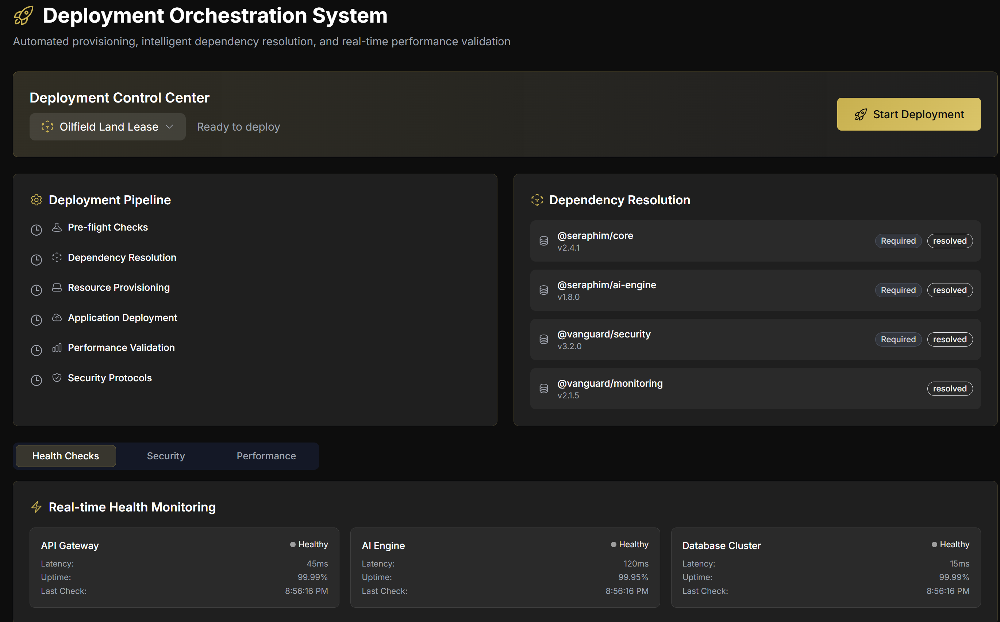 Deployment Orchestration System
Automated provisioning, intelligent dependency resolution, and real-time performance validation
Deployment Control Center
Oilfield Land Lease
Ready to deploy
Start Deployment
Deployment Pipeline
Pre-flight Checks
Dependency Resolution
Resource Provisioning
Application Deployment
Performance Validation
Security Protocols
Dependency Resolution
@seraphim/core
v2.4.1
Required resolved
@seraphim/ai-engine
v1.8.0
Required resolved
@vanguard/security
v3.2.0
Required resolved
@vanguard/monitoring
v2.1.5
resolved
Health Checks Security Performance
Real-time Health Monitoring
API Gateway Healthy
Latency: 45ms
Uptime: 99.99%
Last Check: 8:56:16 PM
AI Engine Healthy
Latency: 120ms
Uptime: 99.95%
Last Check: 8:56:16 PM
Database Cluster Healthy
Latency: 15ms
Uptime: 99.99%
Last Check: 8:56:16 PM